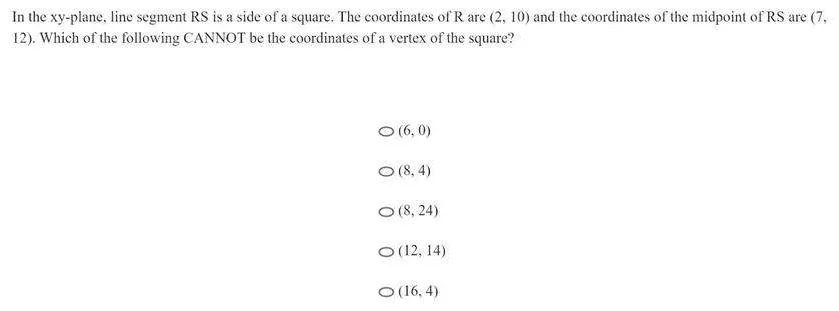 In the xy-plane, line segment RS is a side of a square. The coordinates of R are (2, 10) and the coordinates of the midpoint of RS are (7,
12). Which of the following CANNOT be the coordinates of a vertex of the square?
(6, 0)
(8, 4)
(8, 24)
(12, 14)
(16, 4)